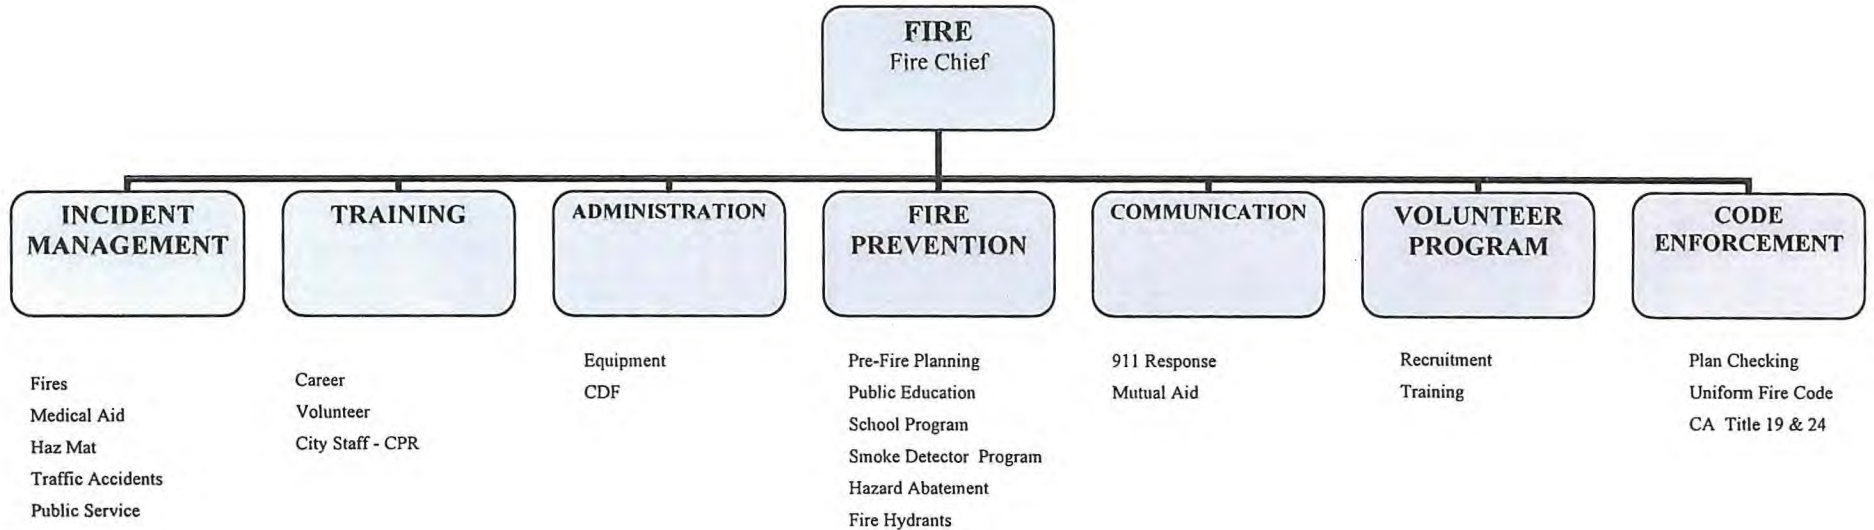 FIRE
Fire Chief
INCIDENT
MANAGEMENT
Fires
Medical Aid
Haz Mat
Traffic Accidents
Public Service
TRAINING
Career
Volunteer
City Staff - CPR
ADMINISTRATION
Equipment
CDF
FIRE
PREVENTION
Pre-Fire Planning
Public Education
School Program
Smoke Detector Program
Hazard Abatement
Fire Hydrants
COMMUNICATION
911 Response
Mutual Aid
VOLUNTEER
PROGRAM
Recruitment
Training
CODE
ENFORCEMENT
Plan Checking
Uniform Fire Code
CA Title 19 & 24